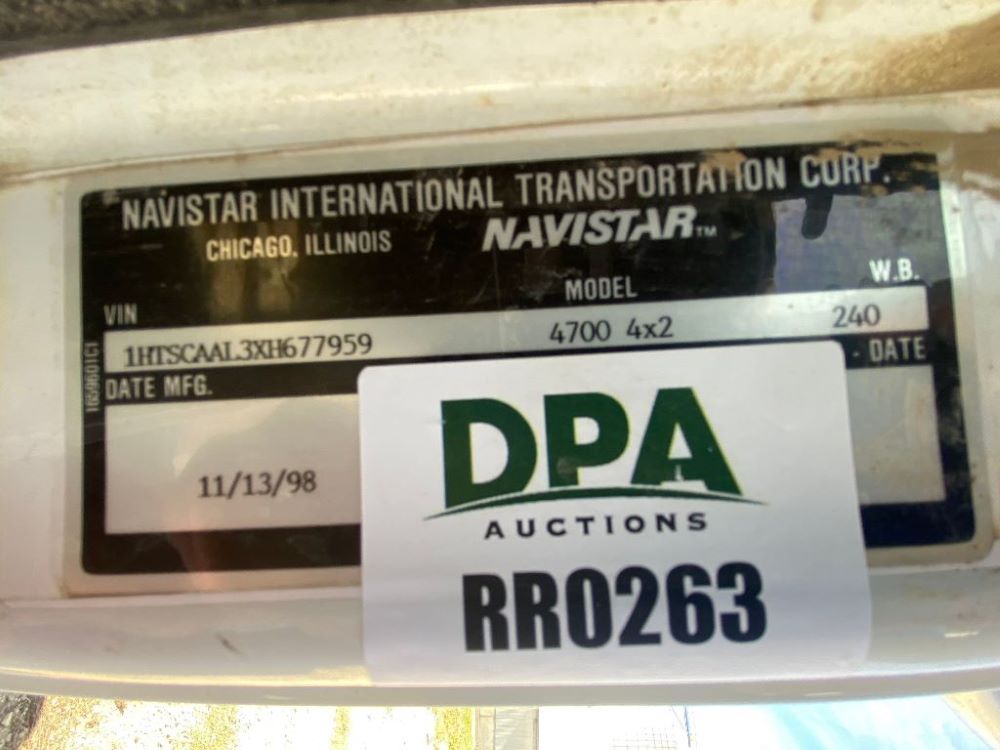 NAVISTAR INTERNATIONAL TRANSPORTATION CORP.
CHICAGO, ILLINOIS NAVISTAR™
VIN MODEL W.B.
1HTSCAAL3XH677959 4700 4x2 240
DATE MFG. - DATE
11/13/98
DPA
AUCTIONS
RR0263